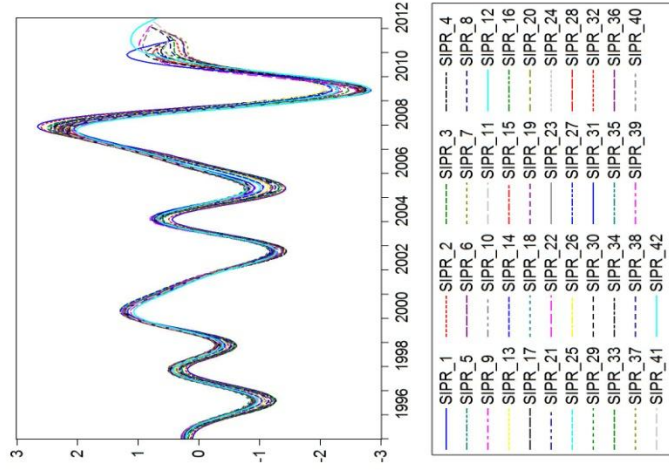 3
2
1
0
-1
-2
-3
1996 1998 2000 2002 2004 2006 2008 2010 2012
SIPR_1 SIPR_2 SIPR_3 SIPR_4
SIPR_5 SIPR_6 SIPR_7 SIPR_8
SIPR_9 SIPR_10 SIPR_11 SIPR_12
SIPR_13 SIPR_14 SIPR_15 SIPR_16
SIPR_17 SIPR_18 SIPR_19 SIPR_20
SIPR_21 SIPR_22 SIPR_23 SIPR_24
SIPR_25 SIPR_26 SIPR_27 SIPR_28
SIPR_29 SIPR_30 SIPR_31 SIPR_32
SIPR_33 SIPR_34 SIPR_35 SIPR_36
SIPR_37 SIPR_38 SIPR_39 SIPR_40
SIPR_41 SIPR_42